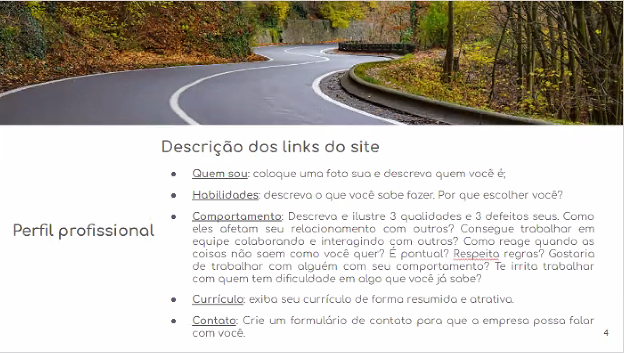 Descrição dos links do site
● Quem sou: coloque uma foto sua e descreva quem você é;
● Habilidades: descreva o que você sabe fazer. Por que escolher você?
Perfil profissional
● Comportamento: Descreva e ilustre 3 qualidades e 3 defeitos seus. Como
eles afetam seu relacionamento com outros? Consegue trabalhar em
equipe colaborando e interagindo com outros? Como reage quando as
coisas não saem como você quer? É pontual? Respeita regras? Gostaria
de trabalhar com alguém com seu comportamento? Te irrita trabalhar
com quem tem dificuldade em algo que você já sabe?
● Currículo: exiba seu currículo de forma resumida e atrativa.
● Contato: Crie um formulário de contato para que a empresa possa falar
com você.
4